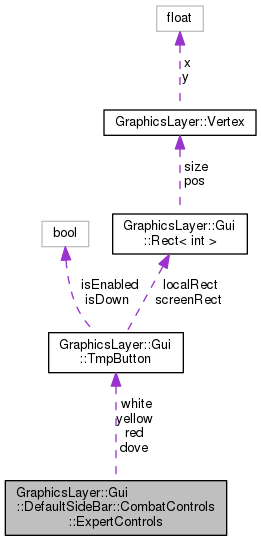 float
x
y
GraphicsLayer::Vertex
size
pos
GraphicsLayer::Gui
::Rect< int >
bool
isEnabled
isDown
localRect
screenRect
GraphicsLayer::Gui
::TmpButton
white
yellow
red
dove
GraphicsLayer::Gui
::DefaultSideBar::CombatControls
::ExpertControls